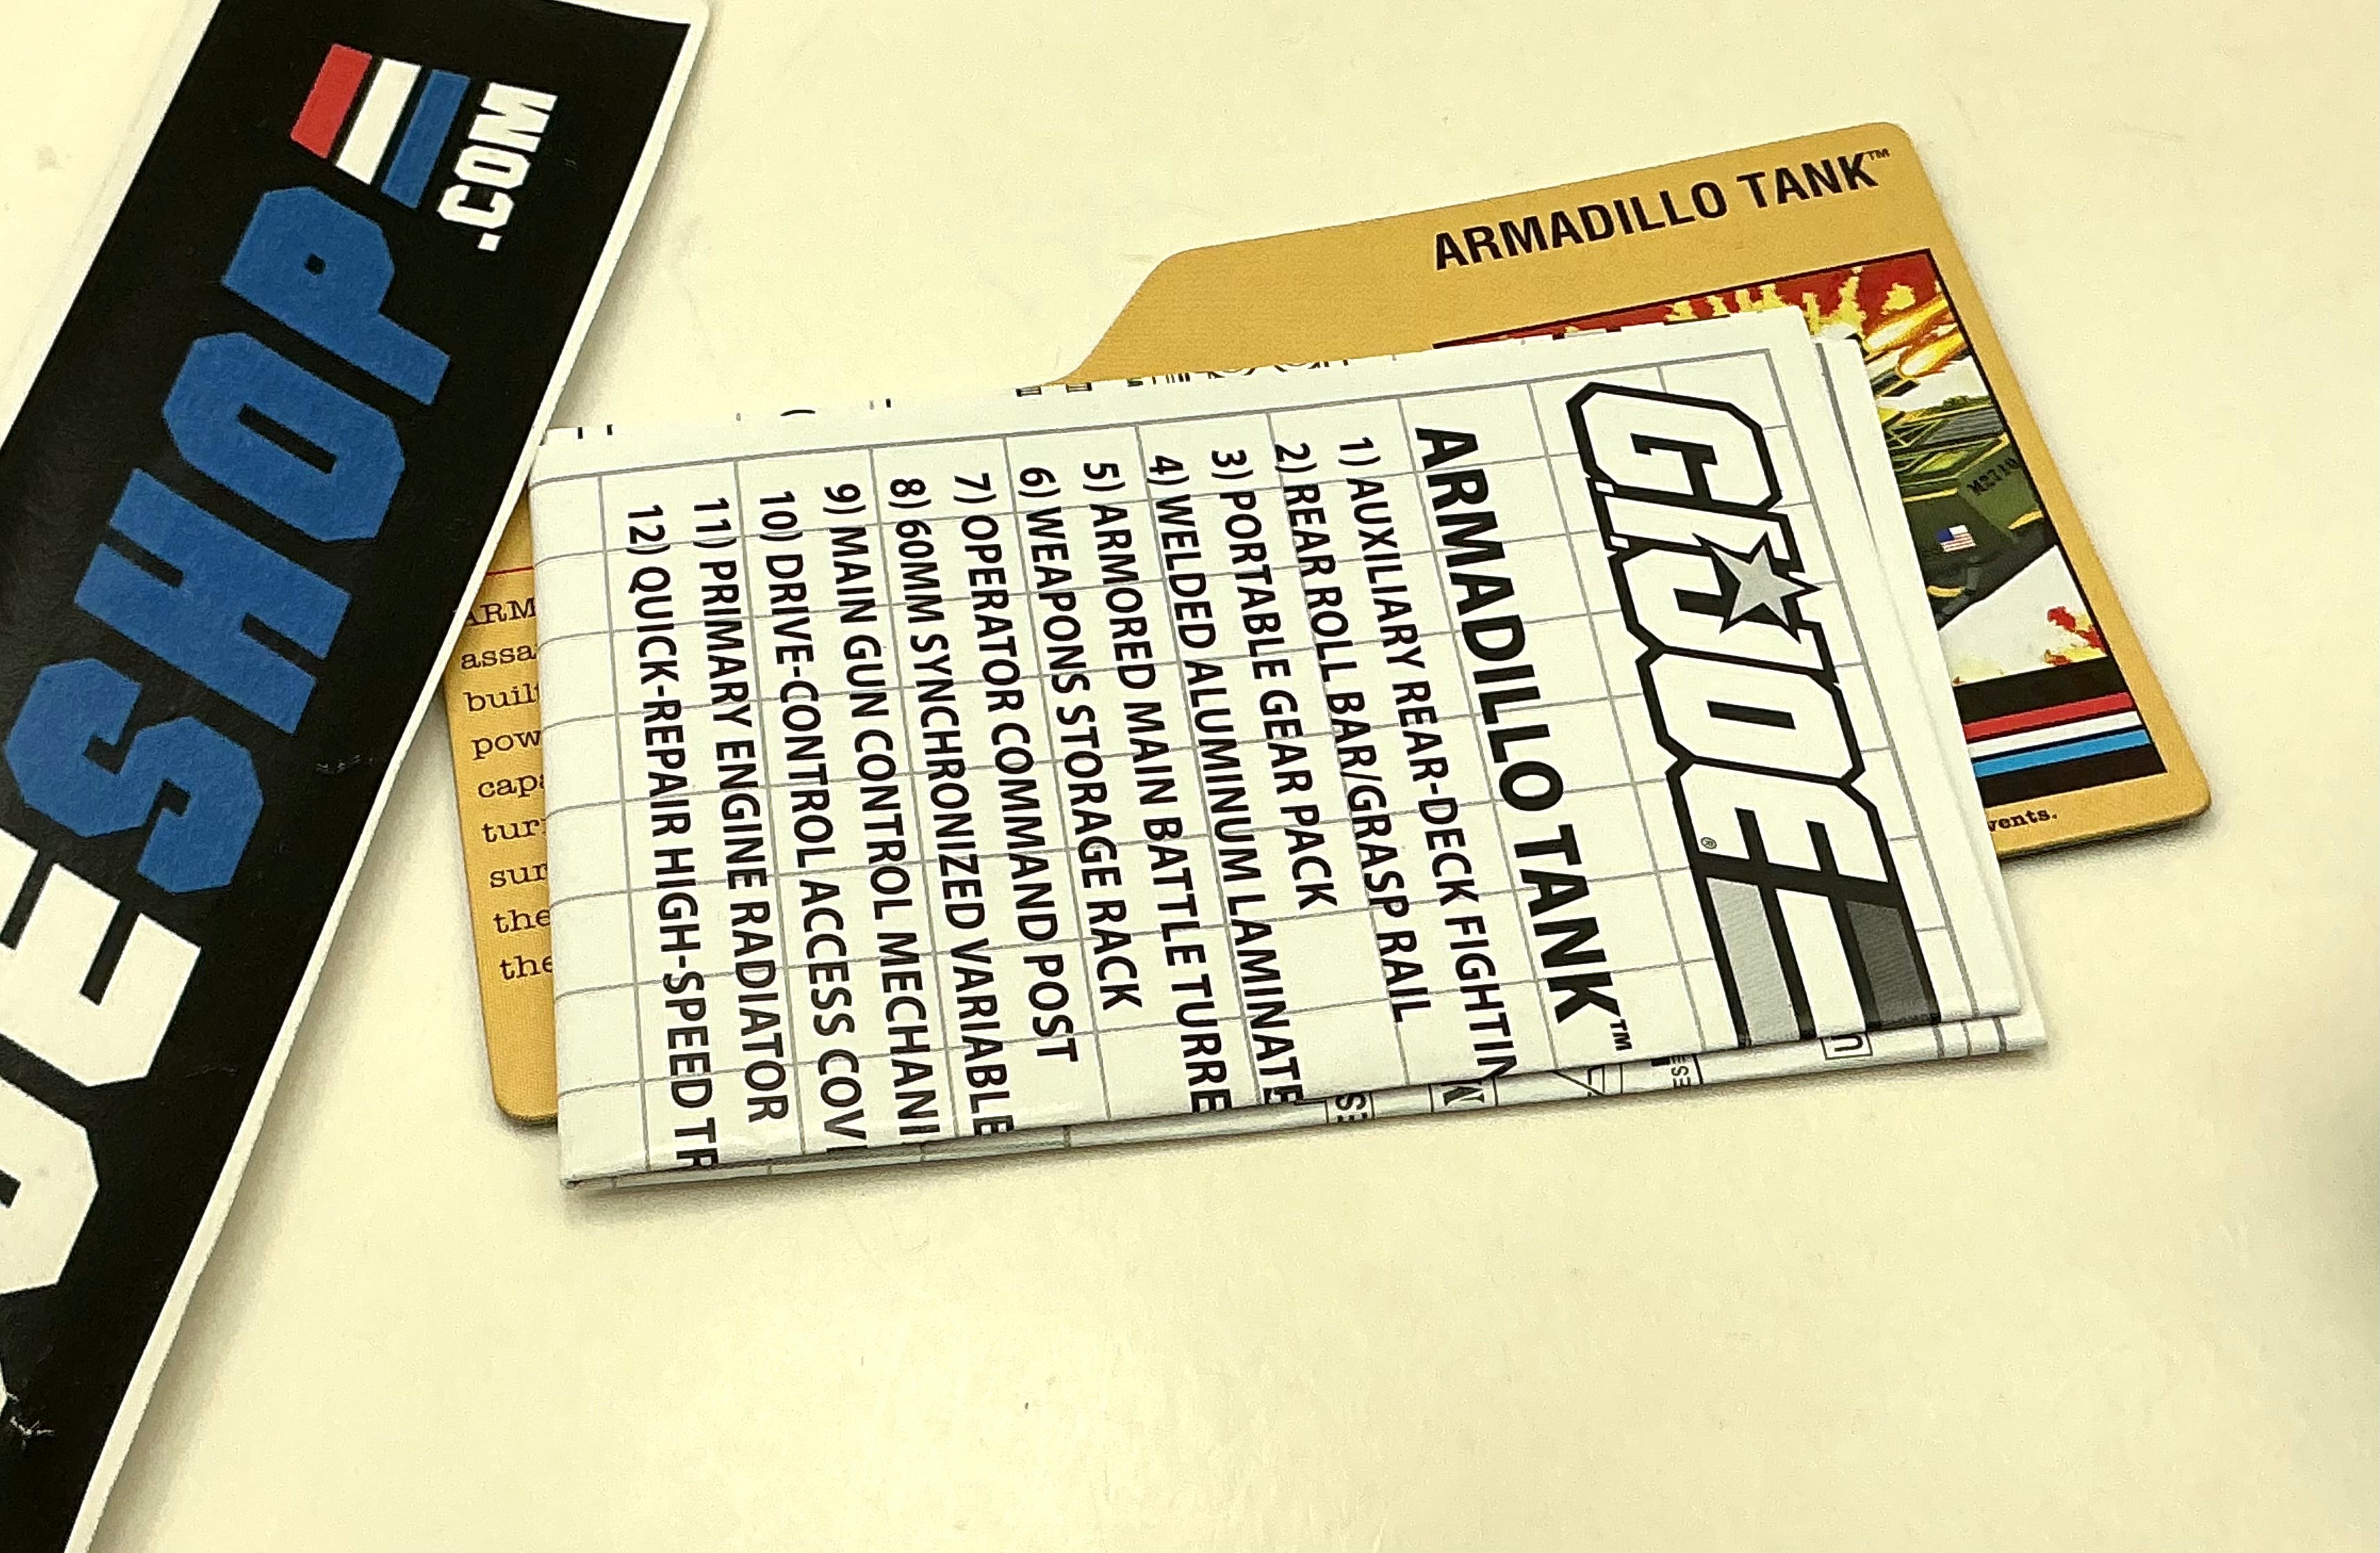 OESHOP
.COM
ARMADILLO TANK™
M2710
GI JOE®
ARMADILLO TANK™
1) AUXILIARY REAR-DECK FIGHTIN
2) REAR ROLL BAR/GRASP RAIL
3) PORTABLE GEAR PACK
4) WELDED ALUMINUM LAMINATE
5) ARMORED MAIN BATTLE TURRE
6) WEAPONS STORAGE RACK
7) OPERATOR COMMAND POST
8) 60MM SYNCHRONIZED VARIABLE
9) MAIN GUN CONTROL MECHANI
10) DRIVE-CONTROL ACCESS COV
11) PRIMARY ENGINE RADIATOR
12) QUICK-REPAIR HIGH-SPEED TR
ARM
assa
buil
pow
capa
tur
sur
the
the
vents.